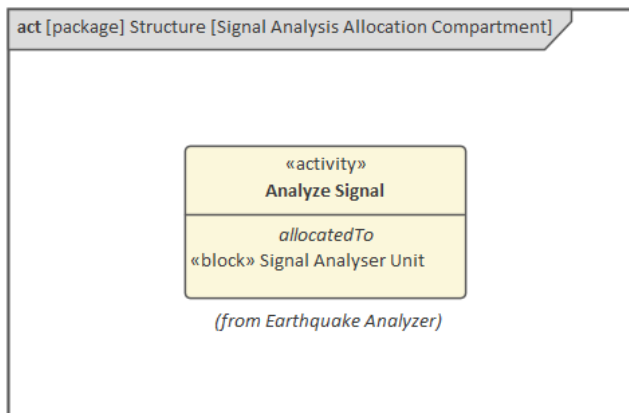 act [package] Structure [Signal Analysis Allocation Compartment]
«activity»
Analyze Signal
allocatedTo
«block» Signal Analyser Unit
(from Earthquake Analyzer)